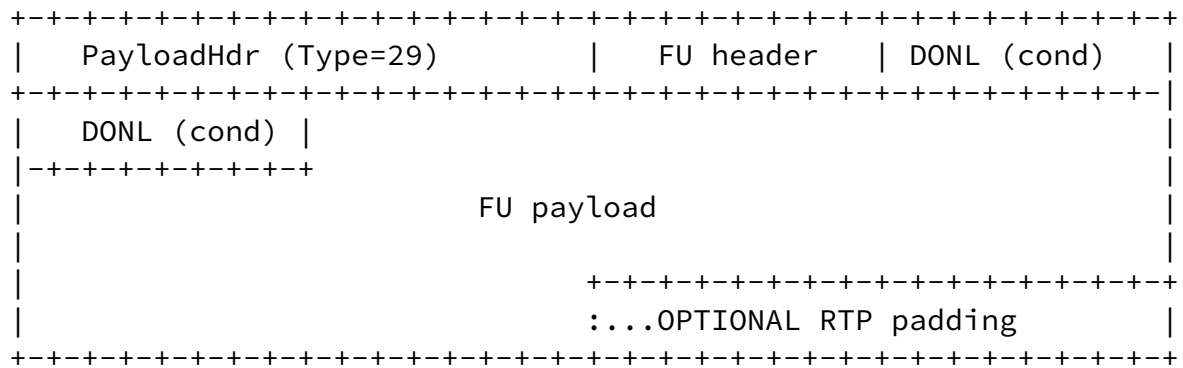 +-+-+-+-+-+-+-+-+-+-+-+-+-+-+-+-+-+-+-+-+-+-+-+-+-+-+-+-+-+-+-+-+
|   PayloadHdr (Type=29)        |   FU header   | DONL (cond)   |
+-+-+-+-+-+-+-+-+-+-+-+-+-+-+-+-+-+-+-+-+-+-+-+-+-+-+-+-+-+-+-+-|
|   DONL (cond) |                                               |
|-+-+-+-+-+-+-+-+                                               |
|                         FU payload                            |
|                                                               |
|                               +-+-+-+-+-+-+-+-+-+-+-+-+-+-+-+-+
|                               :...OPTIONAL RTP padding        |
+-+-+-+-+-+-+-+-+-+-+-+-+-+-+-+-+-+-+-+-+-+-+-+-+-+-+-+-+-+-+-+-+